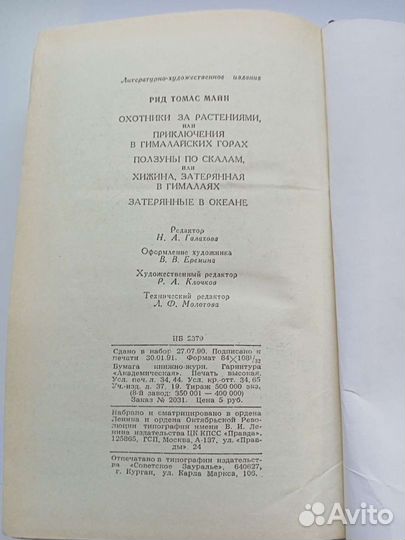 Литературно-художественное издание
РИД ТОМАС МАЙН
ОХОТНИКИ ЗА РАСТЕНИЯМИ,
или
ПРИКЛЮЧЕНИЯ
В ГИМАЛАЙСКИХ ГОРАХ
ПОЛЗУНЫ ПО СКАЛАМ,
или
ХИЖИНА, ЗАТЕРЯННАЯ
В ГИМАЛАЯХ
ЗАТЕРЯННЫЕ В ОКЕАНЕ
Редактор
Н. А. Галахова
Оформление художника
В. В. Еремина
Художественный редактор
Р. А. Клочков
Технический редактор
Л. Ф. Молотова
ИБ 2379
Сдано в набор 27.07.90. Подписано к
печати 30.01.91. Формат 84×108/32
Бумага книжно-журн. Гарнитура
«Академическая». Печать высокая.
Усл. печ. л. 34,44. Усл. кр.-отт. 34,65
Уч.-изд. л. 37,19. Тираж 500 000 экз.
(8-й завод: 350 001 — 400 000)
Заказ № 2031. Цена 5 руб.
Набрано и сматрицировано в ордена
Ленина и ордена Октябрьской Рево-
люции типографии имени В. И. Ле-
нина издательства ЦК КПСС «Правда».
125865, ГСП, Москва, А-137, ул. «Прав-
ды», 24
Отпечатано в типографии издательст-
ва «Советское Зауралье», 640627,
г. Курган, ул. Карла Маркса, 106.
Avito